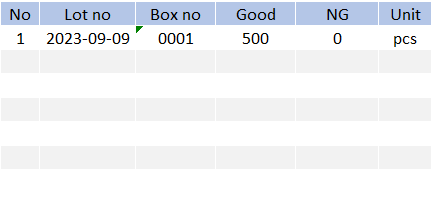 No Lot no Box no Good NG Unit
1 2023-09-09 0001 500 0 pcs